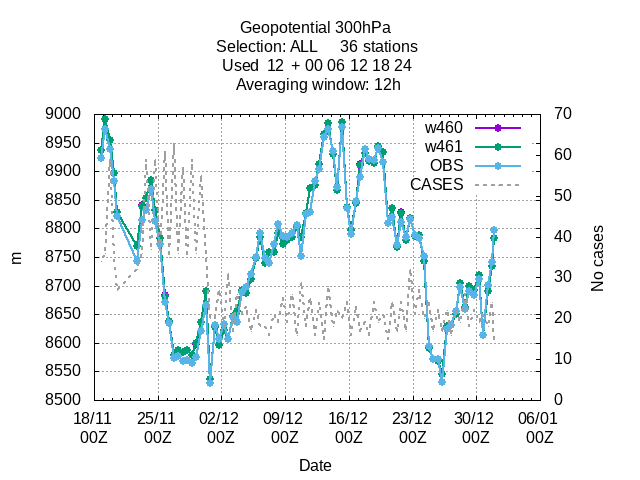 Geopotential 300hPa
Selection: ALL     36 stations
Used  12  + 00 06 12 18 24
Averaging window: 12h
9000
8950
8900
8850
8800
8750
8700
8650
8600
8550
8500
m
70
60
50
40
30
20
10
0
No cases
w460
w461
OBS
CASES
18/11 25/11 02/12 09/12 16/12 23/12 30/12 06/01
00Z 00Z 00Z 00Z 00Z 00Z 00Z 00Z
Date